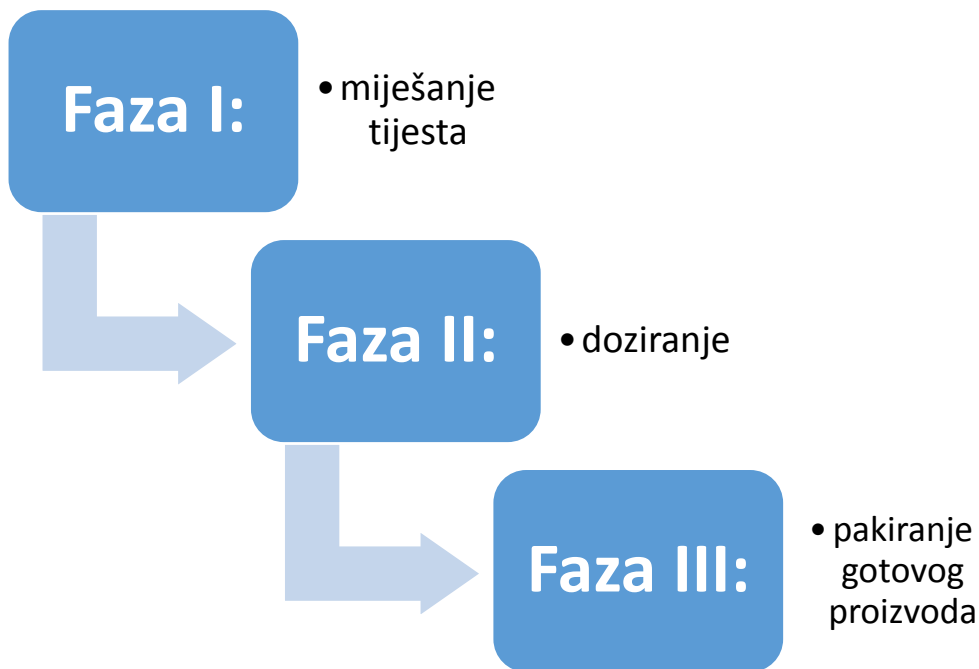 Faza I:
• miješanje
tijesta
Faza II:
• doziranje
Faza III:
• pakiranje
gotovog
proizvoda